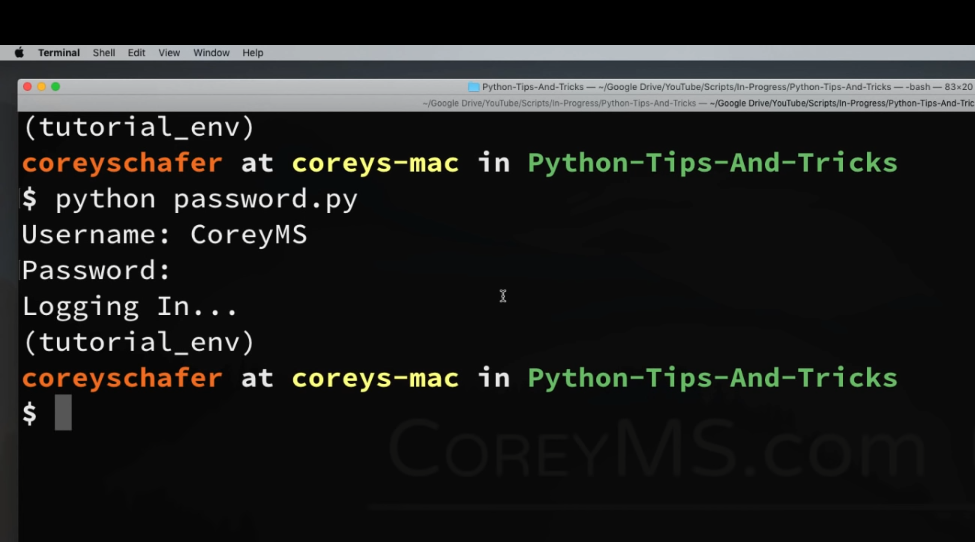 Terminal Shell Edit View Window Help
Python-Tips-And-Tricks — ~/Google Drive/YouTube/Scripts/In-Progress/Python-Tips-And-Tricks — -bash — 83×20
~/Google Drive/YouTube/Scripts/In-Progress/Python-Tips-And-Tricks — ~/Google Drive/YouTube/Scripts/In-Progress/Python-Tips-And-Tric
(tutorial_env)
coreyschafer at coreys-mac in Python-Tips-And-Tricks
$ python password.py
Username: CoreyMS
Password:
Logging In...
(tutorial_env)
coreyschafer at coreys-mac in Python-Tips-And-Tricks
$
CoreyMS.com